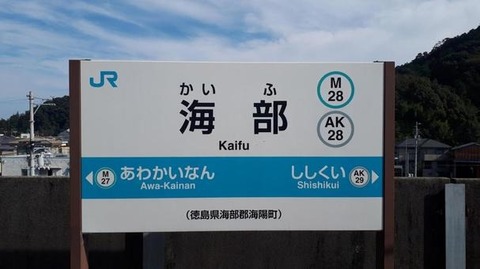 JR
かいふ
海部
Kaifu
M
28
AK
28
M
27
あわかいなん
Awa-Kainan
ししくい
Shishikui
AK
29
(徳島県海部郡海陽町)